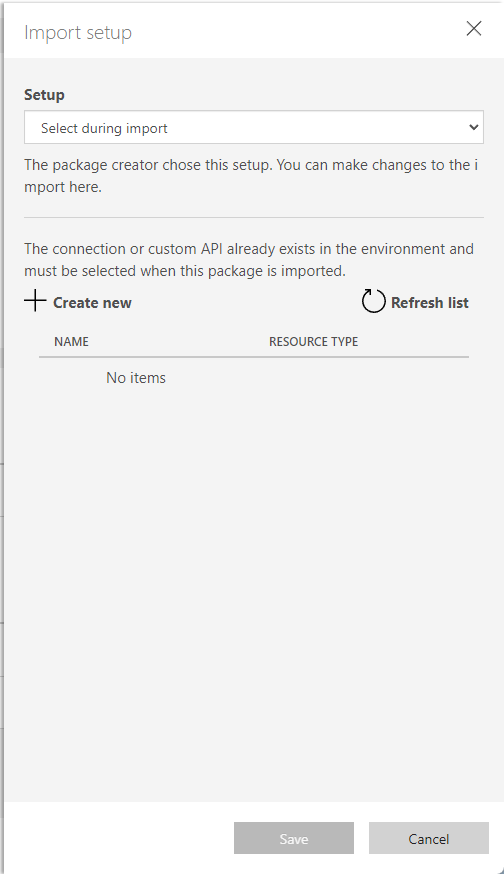 Import setup
Setup
Select during import
The package creator chose this setup. You can make changes to the i
mport here.
The connection or custom API already exists in the environment and
must be selected when this package is imported.
Create new
Refresh list
NAME RESOURCE TYPE
No items
Save Cancel